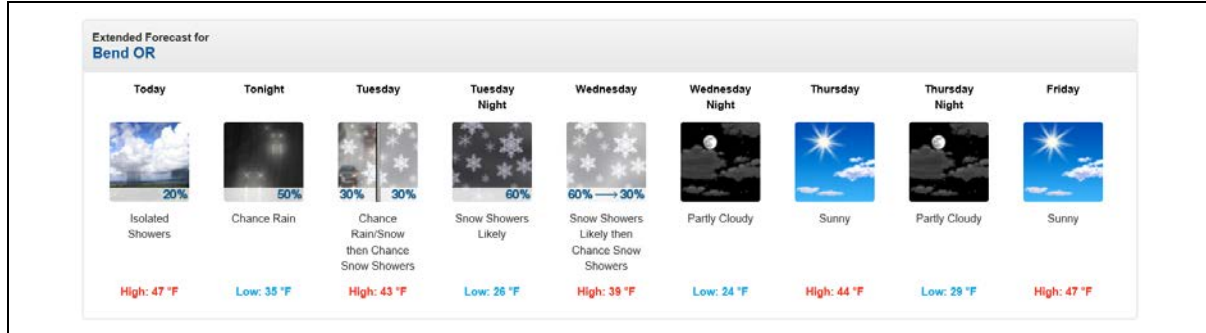 Extended Forecast for
Bend OR
Today
Tonight
Tuesday
Tuesday
Night
Wednesday
Wednesday
Night
Thursday
Thursday
Night
Friday
20%
50%
30% 30%
60%
60% → 30%
Isolated
Showers
Chance Rain
Chance
Rain/Snow
then Chance
Snow Showers
Snow Showers
Likely
Snow Showers
Likely then
Chance Snow
Showers
Partly Cloudy
Sunny
Partly Cloudy
Sunny
High: 47 °F
Low: 35 °F
High: 43 °F
Low: 26 °F
High: 39 °F
Low: 24 °F
High: 44 °F
Low: 29 °F
High: 47 °F